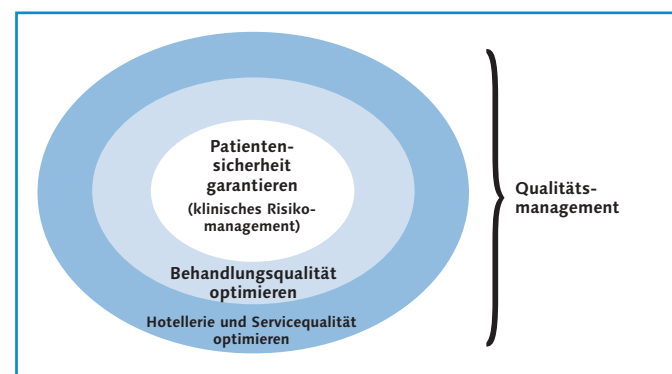 Patienten-
sicherheit
garantieren
(klinisches Risiko-
management)
Behandlungsqualität
optimieren
Hotellerie und Servicequalität
optimieren
Qualitäts-
management